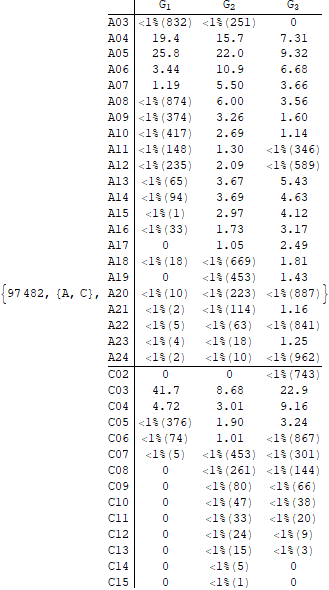 G₁ G₂ G₃
A03 <1%(832) <1%(251) 0
A04 19.4 15.7 7.31
A05 25.8 22.0 9.32
A06 3.44 10.9 6.68
A07 1.19 5.50 3.66
A08 <1%(874) 6.00 3.56
A09 <1%(374) 3.26 1.60
A10 <1%(417) 2.69 1.14
A11 <1%(148) 1.30 <1%(346)
A12 <1%(235) 2.09 <1%(589)
A13 <1%(65) 3.67 5.43
A14 <1%(94) 3.69 4.63
A15 <1%(1) 2.97 4.12
A16 <1%(33) 1.73 3.17
A17 0 1.05 2.49
A18 <1%(18) <1%(669) 1.81
A19 0 <1%(453) 1.43
{97482, {A, C}, A20 <1%(10) <1%(223) <1%(887)}
A21 <1%(2) <1%(114) 1.16
A22 <1%(5) <1%(63) <1%(841)
A23 <1%(4) <1%(18) 1.25
A24 <1%(2) <1%(10) <1%(962)
C02 0 0 <1%(743)
C03 41.7 8.68 22.9
C04 4.72 3.01 9.16
C05 <1%(376) 1.90 3.24
C06 <1%(74) 1.01 <1%(867)
C07 <1%(5) <1%(453) <1%(301)
C08 0 <1%(261) <1%(144)
C09 0 <1%(80) <1%(66)
C10 0 <1%(47) <1%(38)
C11 0 <1%(33) <1%(20)
C12 0 <1%(24) <1%(9)
C13 0 <1%(15) <1%(3)
C14 0 <1%(5) 0
C15 0 <1%(1) 0